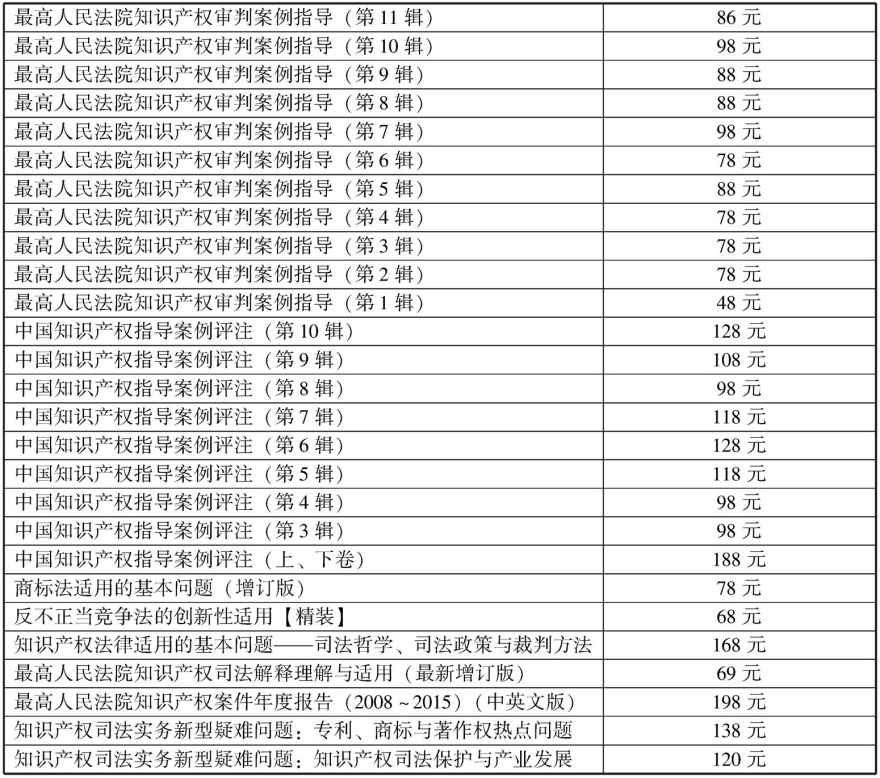 最高人民法院知识产权审判案例指导（第11辑） 86元
最高人民法院知识产权审判案例指导（第10辑） 98元
最高人民法院知识产权审判案例指导（第9辑） 88元
最高人民法院知识产权审判案例指导（第8辑） 88元
最高人民法院知识产权审判案例指导（第7辑） 98元
最高人民法院知识产权审判案例指导（第6辑） 78元
最高人民法院知识产权审判案例指导（第5辑） 88元
最高人民法院知识产权审判案例指导（第4辑） 78元
最高人民法院知识产权审判案例指导（第3辑） 78元
最高人民法院知识产权审判案例指导（第2辑） 78元
最高人民法院知识产权审判案例指导（第1辑） 48元
中国知识产权指导案例评注（第10辑） 128元
中国知识产权指导案例评注（第9辑） 108元
中国知识产权指导案例评注（第8辑） 98元
中国知识产权指导案例评注（第7辑） 118元
中国知识产权指导案例评注（第6辑） 128元
中国知识产权指导案例评注（第5辑） 118元
中国知识产权指导案例评注（第4辑） 98元
中国知识产权指导案例评注（第3辑） 98元
中国知识产权指导案例评注（上、下卷） 188元
商标法适用的基本问题（增订版） 78元
反不正当竞争法的创新性适用【精装】 68元
知识产权法律适用的基本问题——司法哲学、司法政策与裁判方法 168元
最高人民法院知识产权司法解释理解与适用（最新增订版） 69元
最高人民法院知识产权案件年度报告（2008~2015）（中英文版） 198元
知识产权司法实务新型疑难问题：专利、商标与著作权热点问题 138元
知识产权司法实务新型疑难问题：知识产权司法保护与产业发展 120元